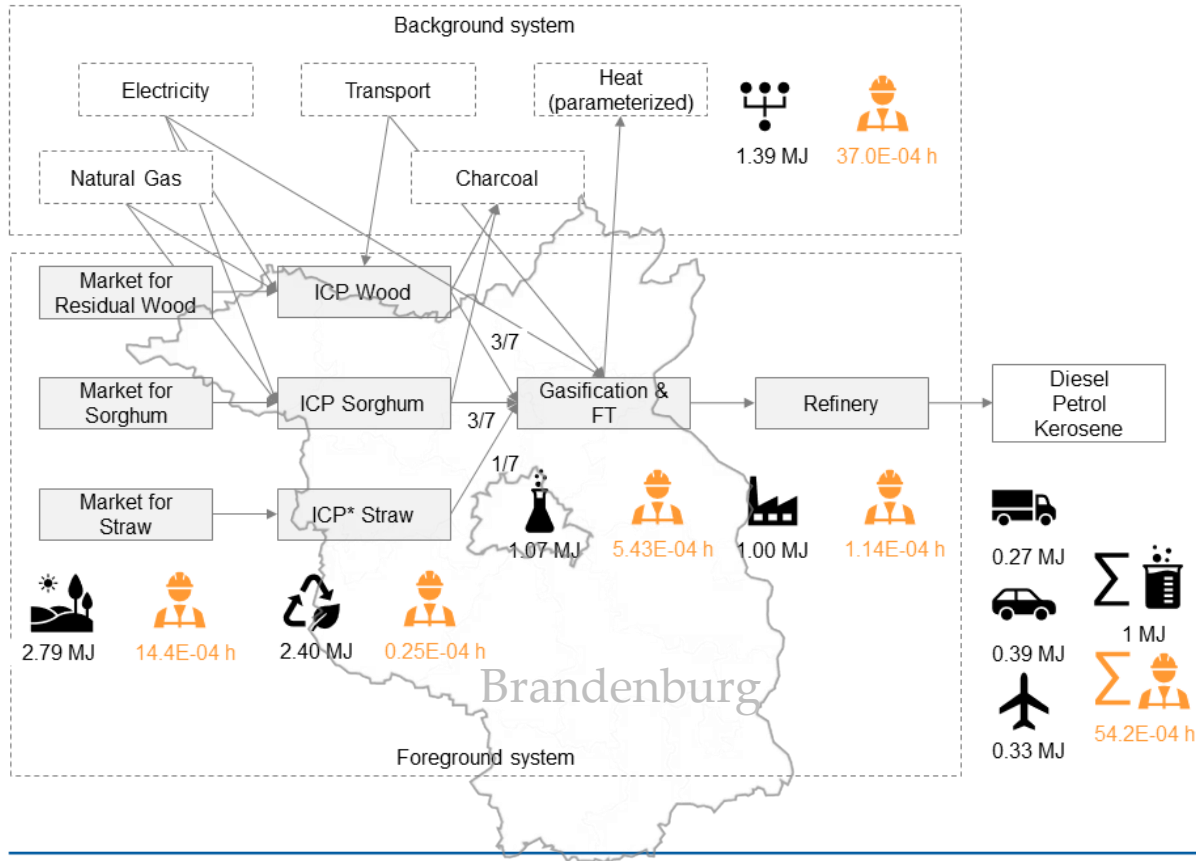 Background system
Electricity
Transport
Heat
(parameterized)
1.39 MJ
37.0E-04 h
Natural Gas
Charcoal
Market for
Residual Wood
ICP Wood
3/7
Market for
Sorghum
ICP Sorghum
3/7
Gasification &
FT
Refinery
Diesel
Petrol
Kerosene
1/7
Market for
Straw
ICP* Straw
1.07 MJ
5.43E-04 h
1.00 MJ
1.14E-04 h
0.27 MJ
2.79 MJ
14.4E-04 h
2.40 MJ
0.25E-04 h
0.39 MJ
Σ
1 MJ
Brandenburg
Σ
0.33 MJ
54.2E-04 h
Foreground system